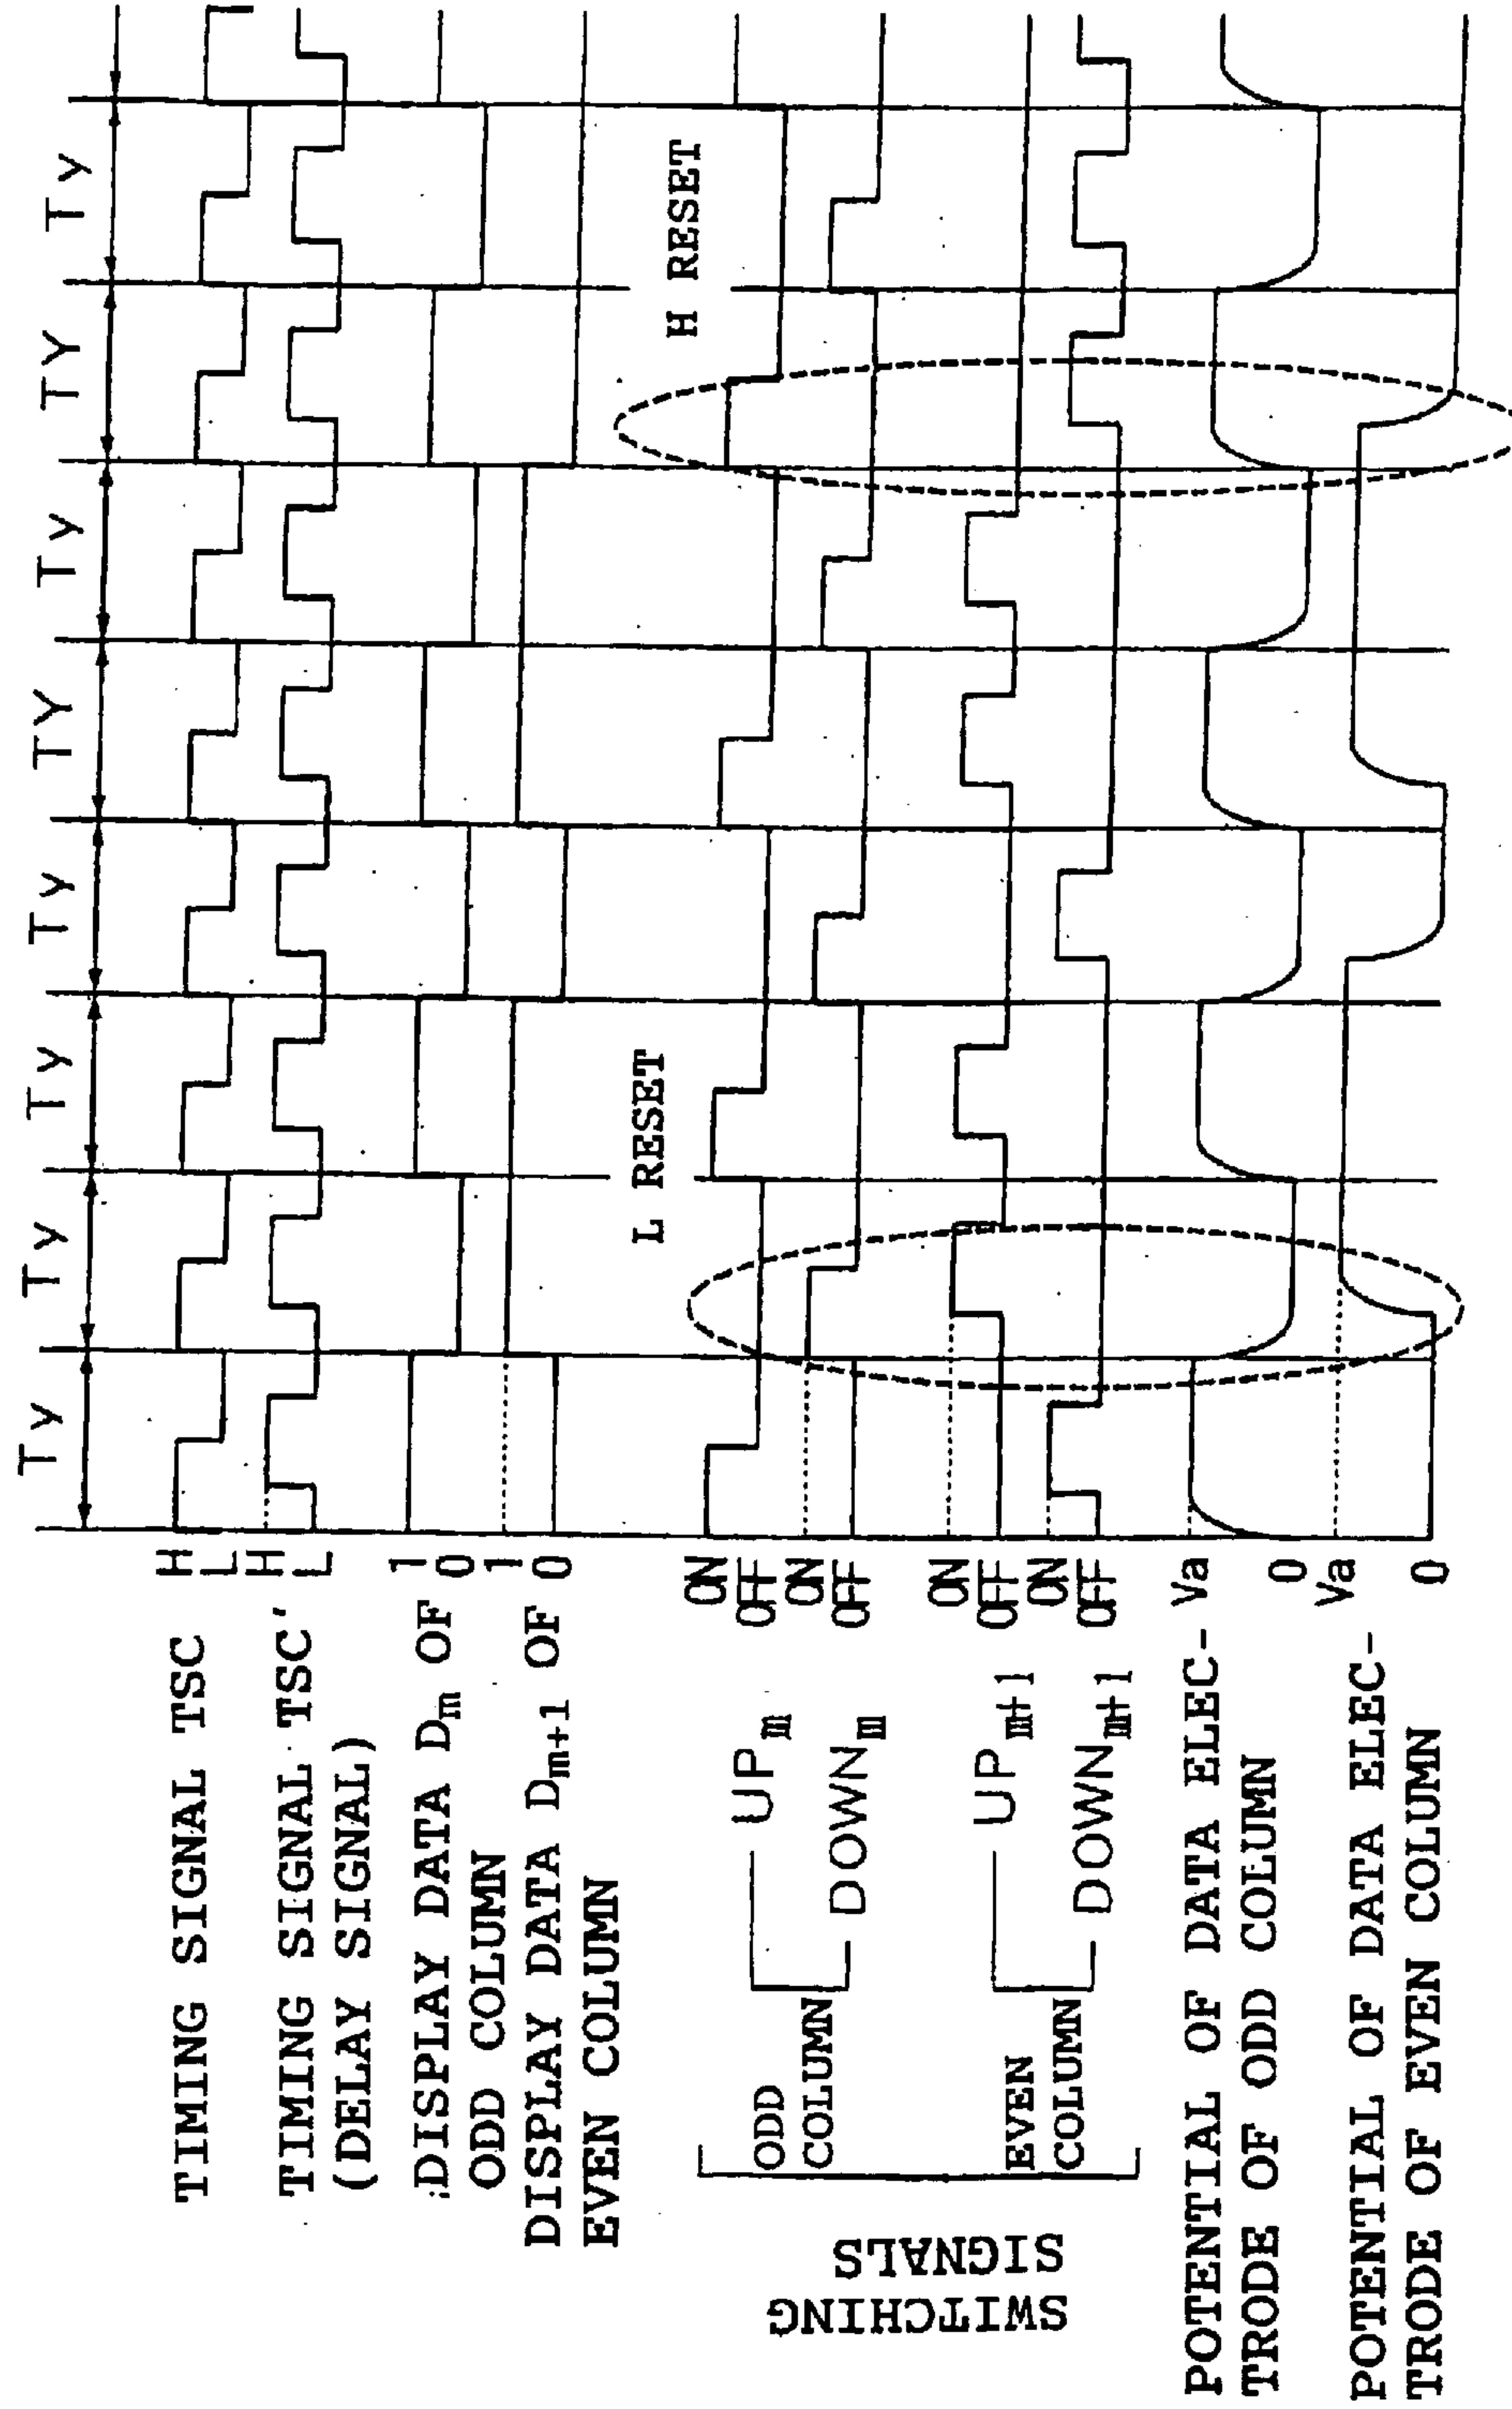 Ty Ty Ty Ty TY Ty TY Ty
TIMING SIGNAL TSC
H
L
TIMING SIGNAL TSC'
(DELAY SIGNAL)
H
L
DISPLAY DATA Dm OF
ODD COLUMN
1
0
DISPLAY DATA Dm+1 OF
EVEN COLUMN
1
0
L RESET
H RESET
SWITCHING
SIGNALS
ODD
COLUMN
UPm
ON
OFF
DOWNm
ON
OFF
EVEN
COLUMN
UPm+1
ON
OFF
DOWNm+1
ON
OFF
POTENTIAL OF DATA ELEC-
TRODE OF ODD COLUMN
Va
0
POTENTIAL OF DATA ELEC-
TRODE OF EVEN COLUMN
Va
0